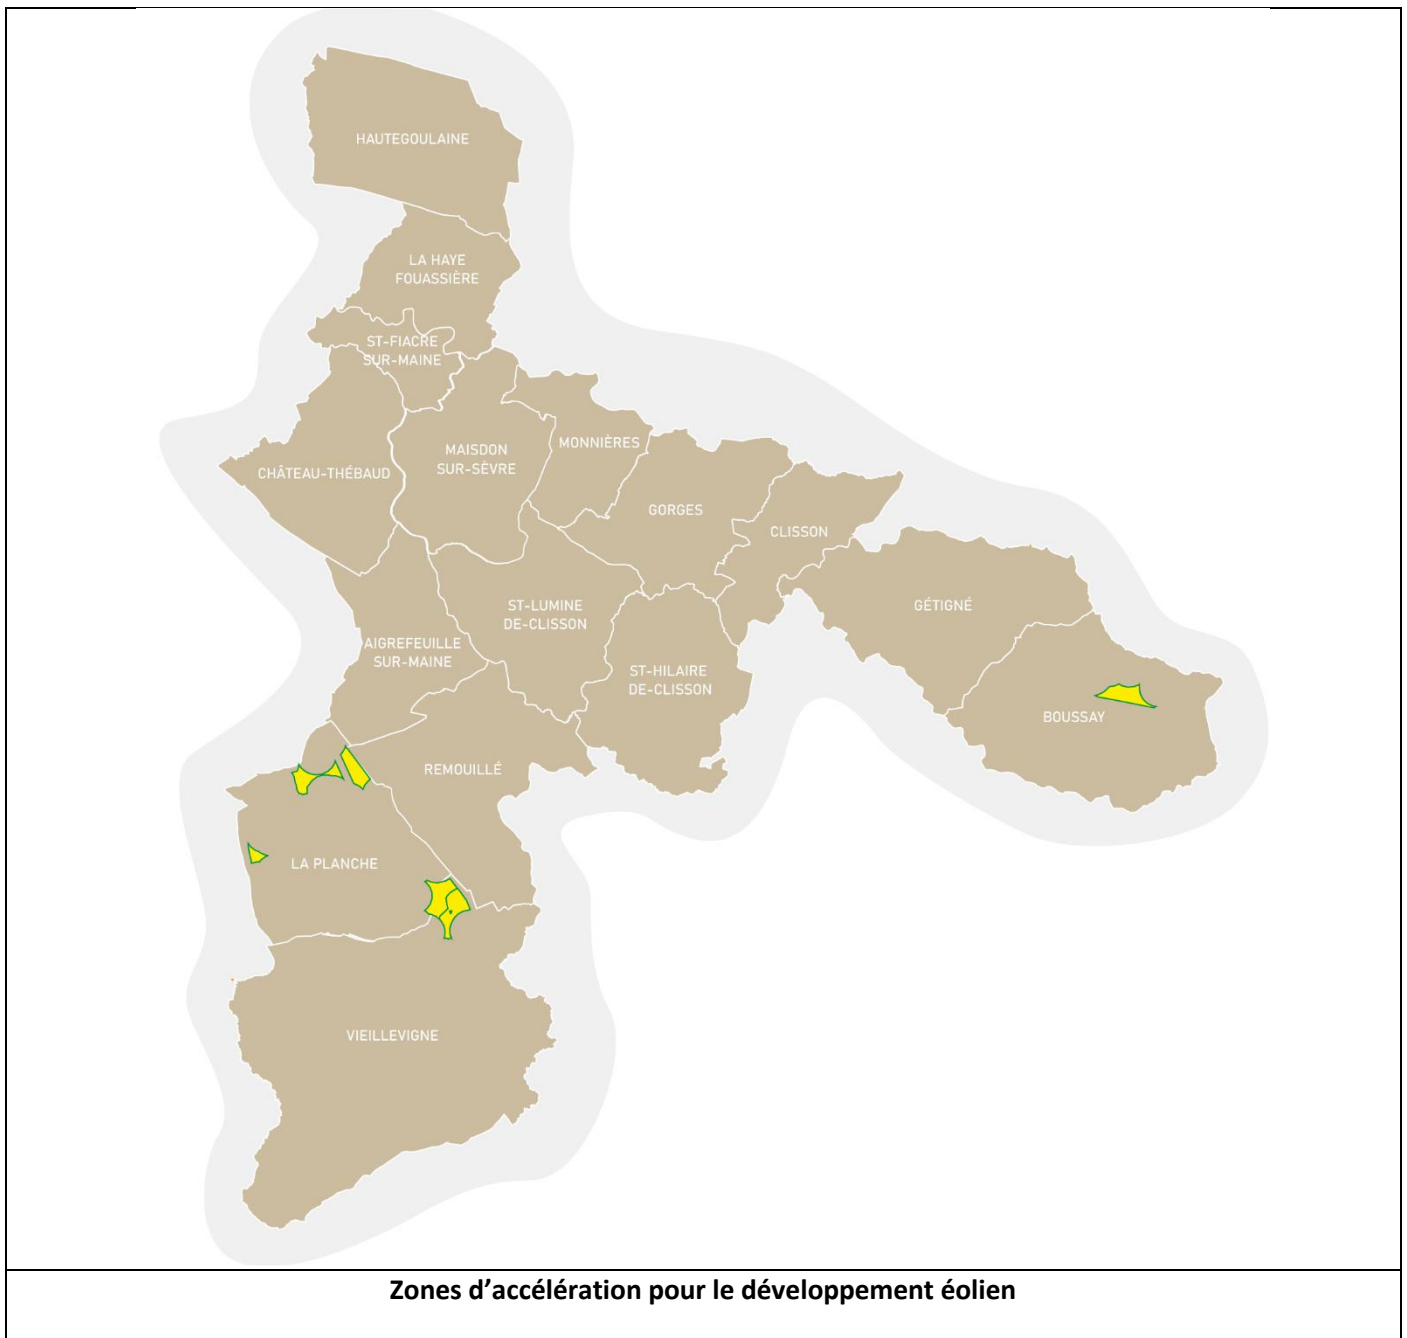 HAUTEGOULAINE
LA HAYE
FOUASSIÈRE
ST-FIACRE
SUR-MAINE
MAISDON
SUR-SÈVRE
MONNIÈRES
CHÂTEAU-THÉBAUD
GORGES
CLISSON
GÉTIGNÉ
ST-LUMINE
DE-CLISSON
AIGREFEUILLE
SUR-MAINE
ST-HILAIRE
DE-CLISSON
BOUSSAY
REMOUILLÉ
LA PLANCHE
VIEILLEVIGNE
Zones d’accélération pour le développement éolien